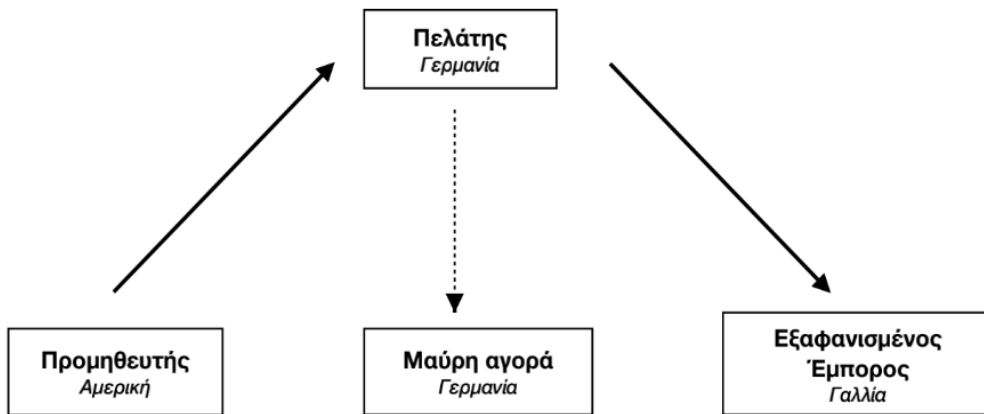 Πελάτης
Γερμανία
Προμηθευτής
Αμερική
Μαύρη αγορά
Γερμανία
Εξαφανισμένος
Έμπορος
Γαλλία